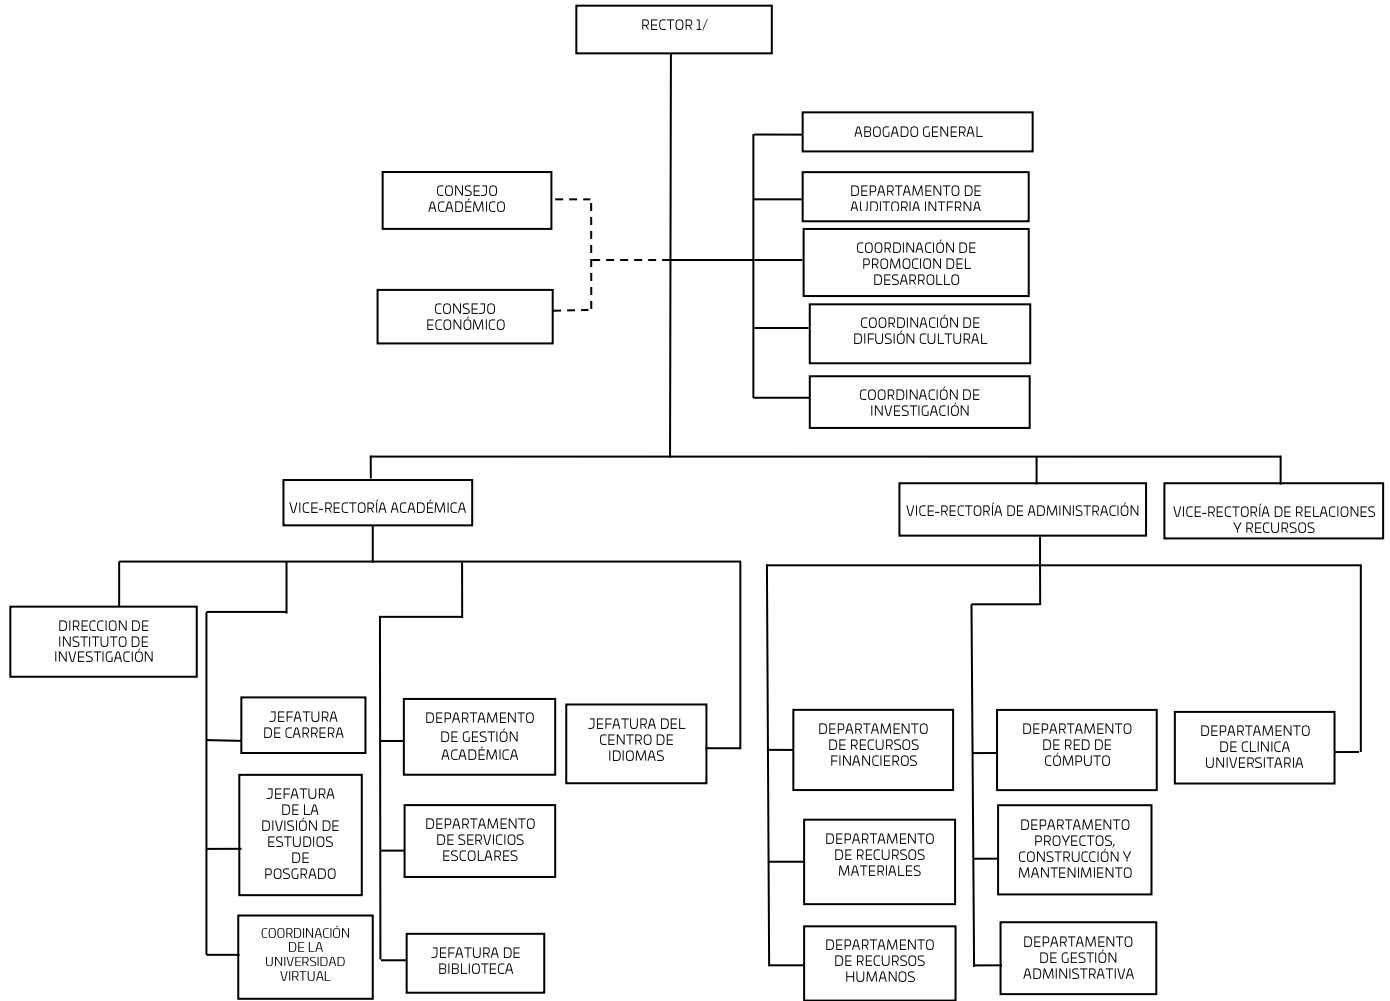 RECTOR 1/
ABOGADO GENERAL
CONSEJO
ACADÉMICO
DEPARTAMENTO DE
AUDITORIA INTERNA
COORDINACIÓN DE
PROMOCION DEL
DESARROLLO
CONSEJO
ECONÓMICO
COORDINACIÓN DE
DIFUSIÓN CULTURAL
COORDINACIÓN DE
INVESTIGACIÓN
VICE-RECTORÍA ACADÉMICA
VICE-RECTORÍA DE ADMINISTRACIÓN
VICE-RECTORÍA DE RELACIONES
Y RECURSOS
DIRECCION DE
INSTITUTO DE
INVESTIGACIÓN
JEFATURA
DE CARRERA
JEFATURA
DE LA
DIVISIÓN DE
ESTUDIOS
DE
POSGRADO
COORDINACIÓN
DE LA
UNIVERSIDAD
VIRTUAL
DEPARTAMENTO
DE GESTIÓN
ACADÉMICA
DEPARTAMENTO
DE SERVICIOS
ESCOLARES
JEFATURA DE
BIBLIOTECA
JEFATURA DEL
CENTRO DE
IDIOMAS
DEPARTAMENTO
DE RECURSOS
FINANCIEROS
DEPARTAMENTO
DE RECURSOS
MATERIALES
DEPARTAMENTO
DE RECURSOS
HUMANOS
DEPARTAMENTO
DE RED DE
CÓMPUTO
DEPARTAMENTO
PROYECTOS,
CONSTRUCCIÓN Y
MANTENIMIENTO
DEPARTAMENTO
DE GESTIÓN
ADMINISTRATIVA
DEPARTAMENTO
DE CLINICA
UNIVERSITARIA